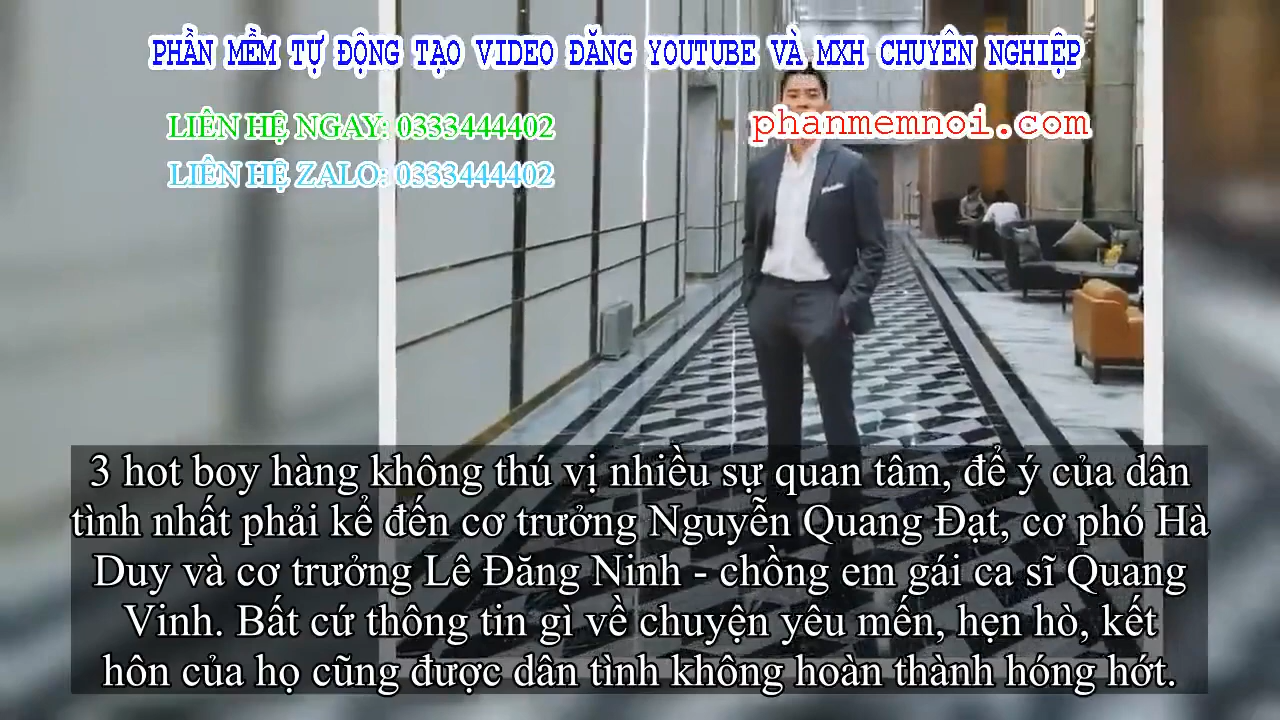 PHẦN MỀM TỰ ĐỘNG TẠO VIDEO ĐĂNG YOUTUBE VÀ MXH CHUYÊN NGHIỆP
LIÊN HỆ NGAY: 0333444402
phanmemnoi.com
LIÊN HỆ ZALO: 0333444402
3 hot boy hàng không thú vị nhiều sự quan tâm, để ý của dân
tình nhất phải kể đến cơ trưởng Nguyễn Quang Đạt, cơ phó Hà
Duy và cơ trưởng Lê Đăng Ninh - chồng em gái ca sĩ Quang
Vinh. Bất cứ thông tin gì về chuyện yêu mến, hẹn hò, kết
hôn của họ cũng được dân tình không hoàn thành hóng hớt.